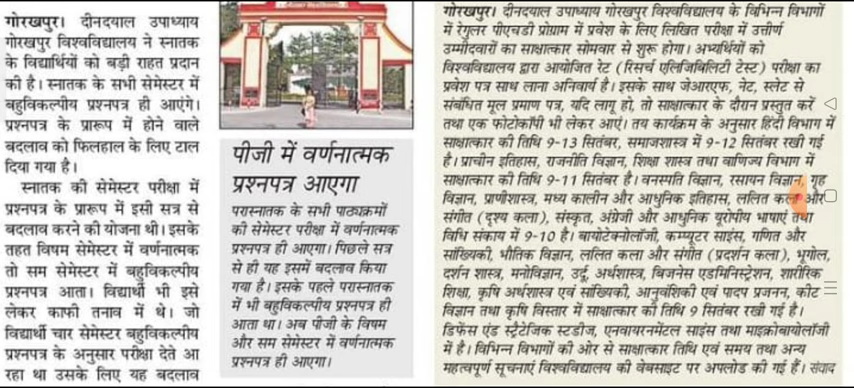 गोरखपुर। दीनदयाल उपाध्याय
गोरखपुर विश्वविद्यालय ने स्नातक
के विद्यार्थियों को बड़ी राहत प्रदान
की है। स्नातक के सभी सेमेस्टर में
बहुविकल्पीय प्रश्नपत्र ही आएंगे।
प्रश्नपत्र के प्रारूप में होने वाले
बदलाव को फिलहाल के लिए टाल
दिया गया है।
स्नातक की सेमेस्टर परीक्षा में
प्रश्नपत्र के प्रारूप में इसी सत्र से
बदलाव करने की योजना थी। इसके
तहत विषम सेमेस्टर में वर्णनात्मक
तो सम सेमेस्टर में बहुविकल्पीय
प्रश्नपत्र आता। विद्यार्थी भी इसे
लेकर काफी तनाव में थे। जो
विद्यार्थी चार सेमेस्टर बहुविकल्पीय
प्रश्नपत्र के अनुसार परीक्षा देते आ
रहा था उसके लिए यह बदलाव
पीजी में वर्णनात्मक
प्रश्नपत्र आएगा
परास्नातक के सभी पाठ्यक्रमों
की सेमेस्टर परीक्षा में वर्णनात्मक
प्रश्नपत्र ही आएगा। पिछले सत्र
से ही यह इसमें बदलाव किया
गया है। इसके पहले परास्नातक
में भी बहुविकल्पीय प्रश्नपत्र ही
आता था। अब पीजी के विषम
और सम सेमेस्टर में वर्णनात्मक
प्रश्नपत्र ही आएगा।
गोरखपुर। दीनदयाल उपाध्याय गोरखपुर विश्वविद्यालय के विभिन्न विभागों
में रेगुलर पीएचडी प्रोग्राम में प्रवेश के लिए लिखित परीक्षा में उत्तीर्ण
उम्मीदवारों का साक्षात्कार सोमवार से शुरू होगा। अभ्यर्थियों को
विश्वविद्यालय द्वारा आयोजित रेट (रिसर्च एलिजिबिलिटी टेस्ट) परीक्षा का
प्रवेश पत्र साथ लाना अनिवार्य है। इसके साथ जेआरएफ, नेट, स्लेट से
संबंधित मूल प्रमाण पत्र, यदि लागू हो, तो साक्षात्कार के दौरान प्रस्तुत करें
तथा एक फोटोकॉपी भी लेकर आएं। तय कार्यक्रम के अनुसार हिंदी विभाग में
साक्षात्कार की तिथि 9-13 सितंबर, समाजशास्त्र में 9-12 सितंबर रखी गई
है। प्राचीन इतिहास, राजनीति विज्ञान, शिक्षा शास्त्र तथा वाणिज्य विभाग में
साक्षात्कार की तिथि 9-11 सितंबर है। वनस्पति विज्ञान, रसायन विज्ञान, गृह
विज्ञान, प्राणीशास्त्र, मध्य कालीन और आधुनिक इतिहास, ललित कला और
संगीत (दृश्य कला), संस्कृत, अंग्रेजी और आधुनिक यूरोपीय भाषाएं तथा
विधि संकाय में 9-10 है। बायोटेक्नोलॉजी, कम्प्यूटर साइंस, गणित और
सांख्यिकी, भौतिक विज्ञान, ललित कला और संगीत (प्रदर्शन कला), भूगोल,
दर्शन शास्त्र, मनोविज्ञान, उर्दू, अर्थशास्त्र, बिजनेस एडमिनिस्ट्रेशन, शारीरिक
शिक्षा, कृषि अर्थशास्त्र एवं सांख्यिकी, आनुवंशिकी एवं पादप प्रजनन, कीट
विज्ञान तथा कृषि विस्तार में साक्षात्कार की तिथि 9 सितंबर रखी गई है।
डिफेंस एंड स्ट्रैटेजिक स्टडीज, एनवायरनमेंटल साइंस तथा माइक्रोबायोलॉजी
में है। विभिन्न विभागों की ओर से साक्षात्कार तिथि एवं समय तथा अन्य
महत्वपूर्ण सूचनाएं विश्वविद्यालय की वेबसाइट पर अपलोड की गई हैं। संवाद